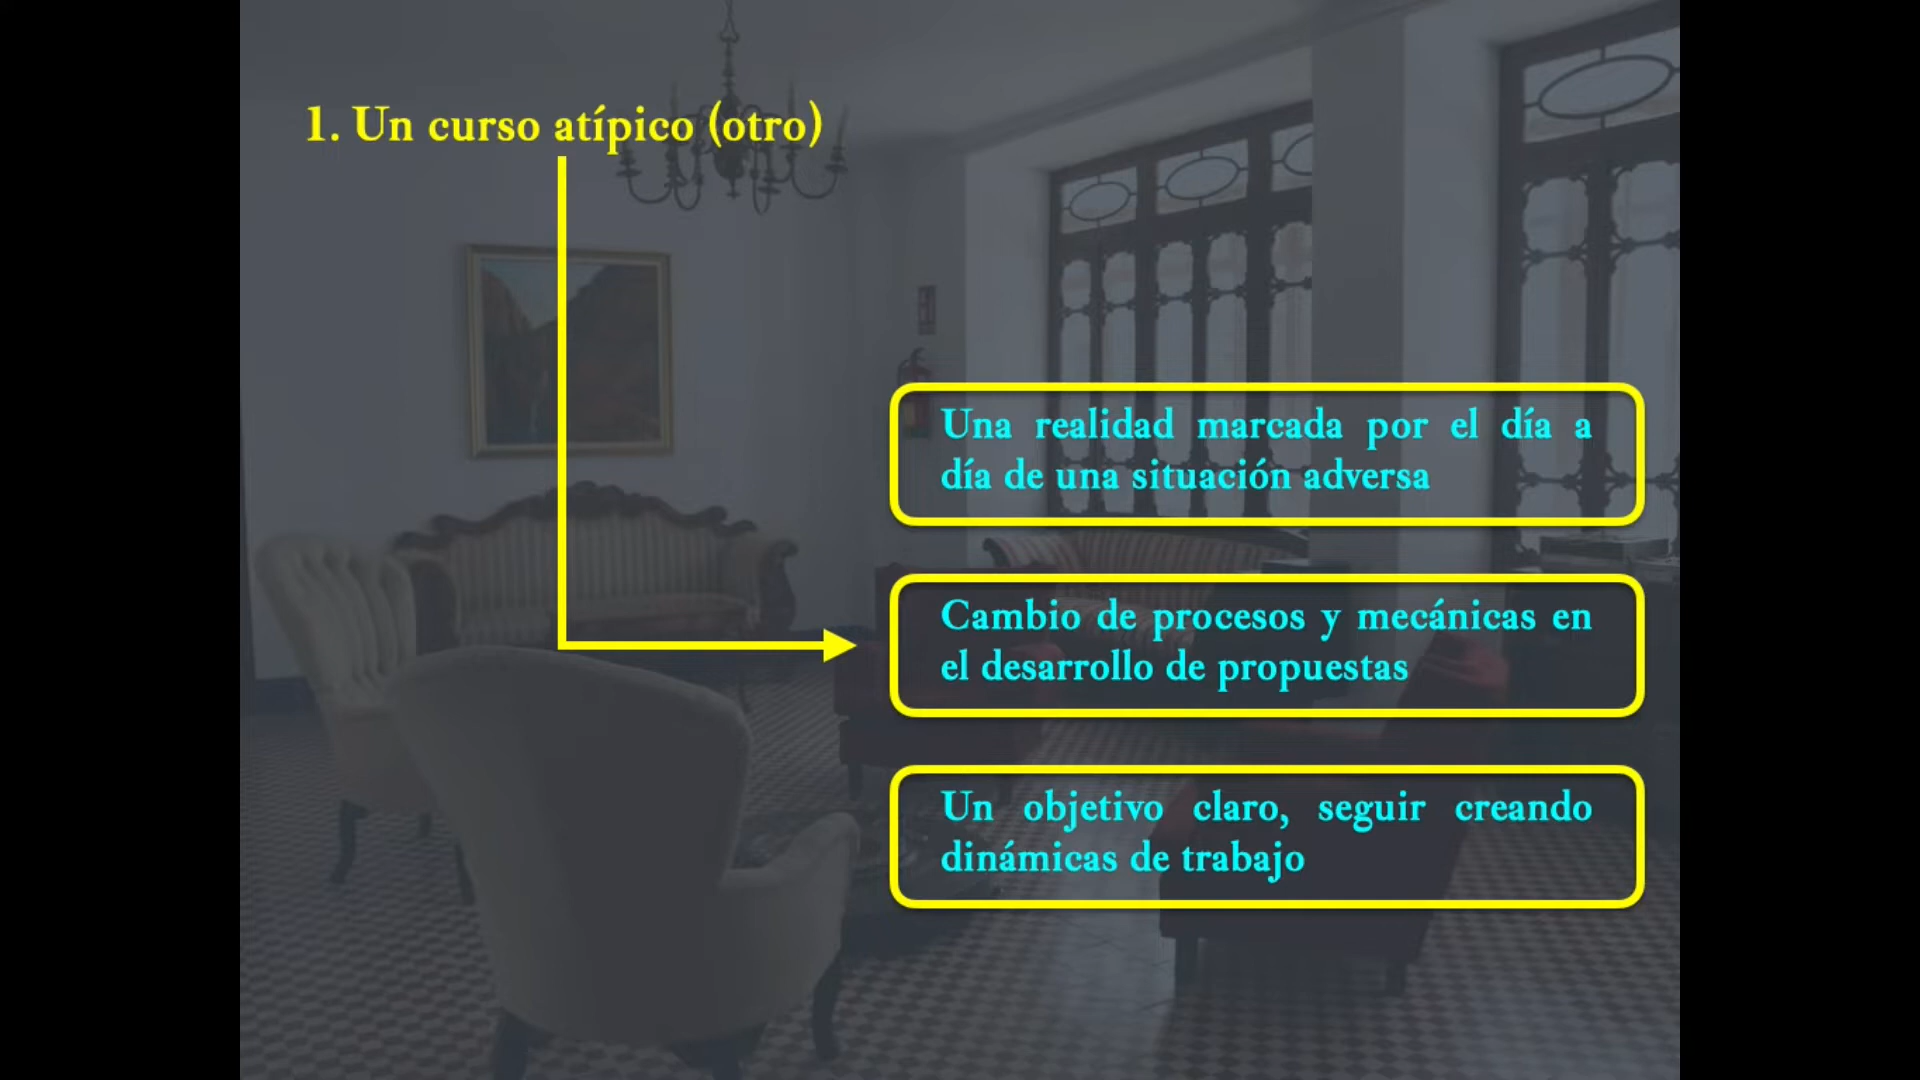 1. Un curso atípico (otro)
Una realidad marcada por el día a
día de una situación adversa
Cambio de procesos y mecánicas en
el desarrollo de propuestas
Un objetivo claro, seguir creando
dinámicas de trabajo